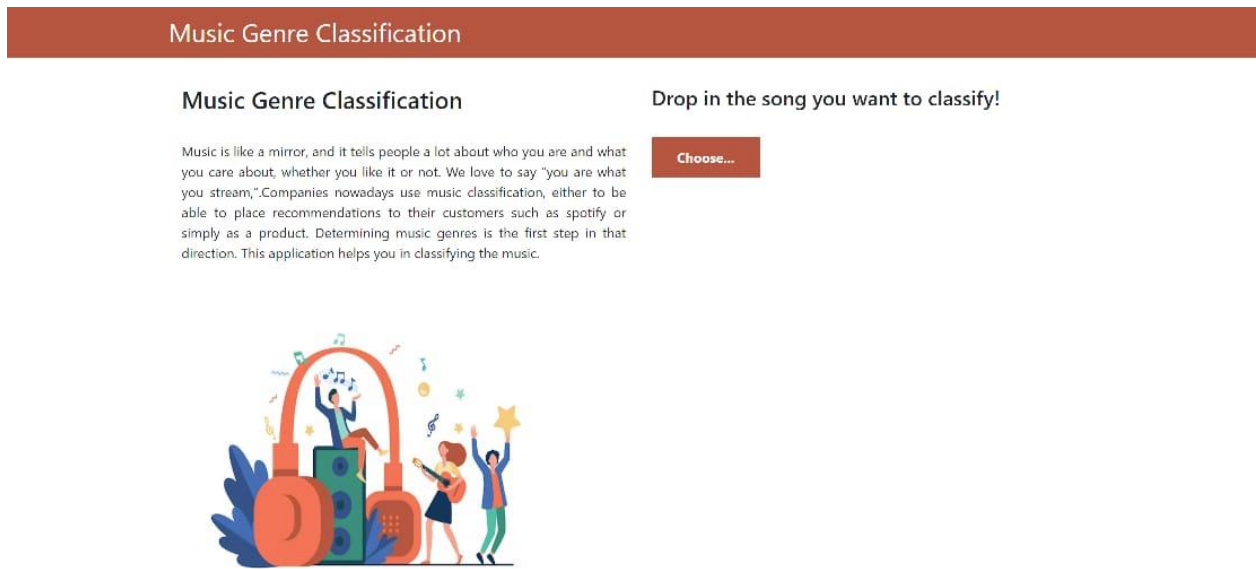 Music Genre Classification
Music Genre Classification
Music is like a mirror, and it tells people a lot about who you are and what
you care about, whether you like it or not. We love to say "you are what
you stream,".Companies nowadays use music classification, either to be
able to place recommendations to their customers such as spotify or
simply as a product. Determining music genres is the first step in that
direction. This application helps you in classifying the music.
Drop in the song you want to classify!
Choose...